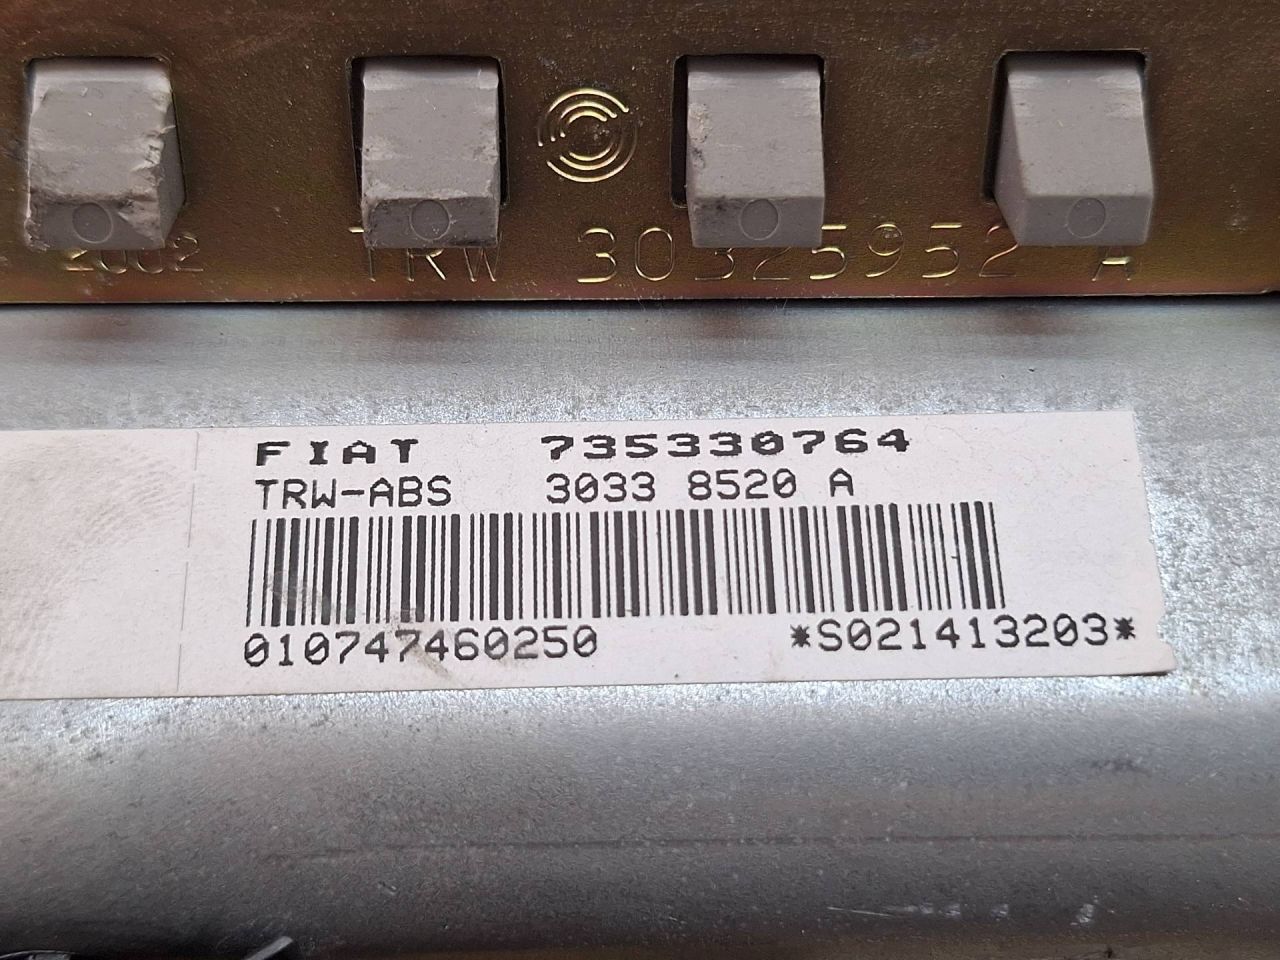 2002 TRW 30325952 A
FIAT 735330764
TRW-ABS 3033 8520 A
010747460250 *S021413203*